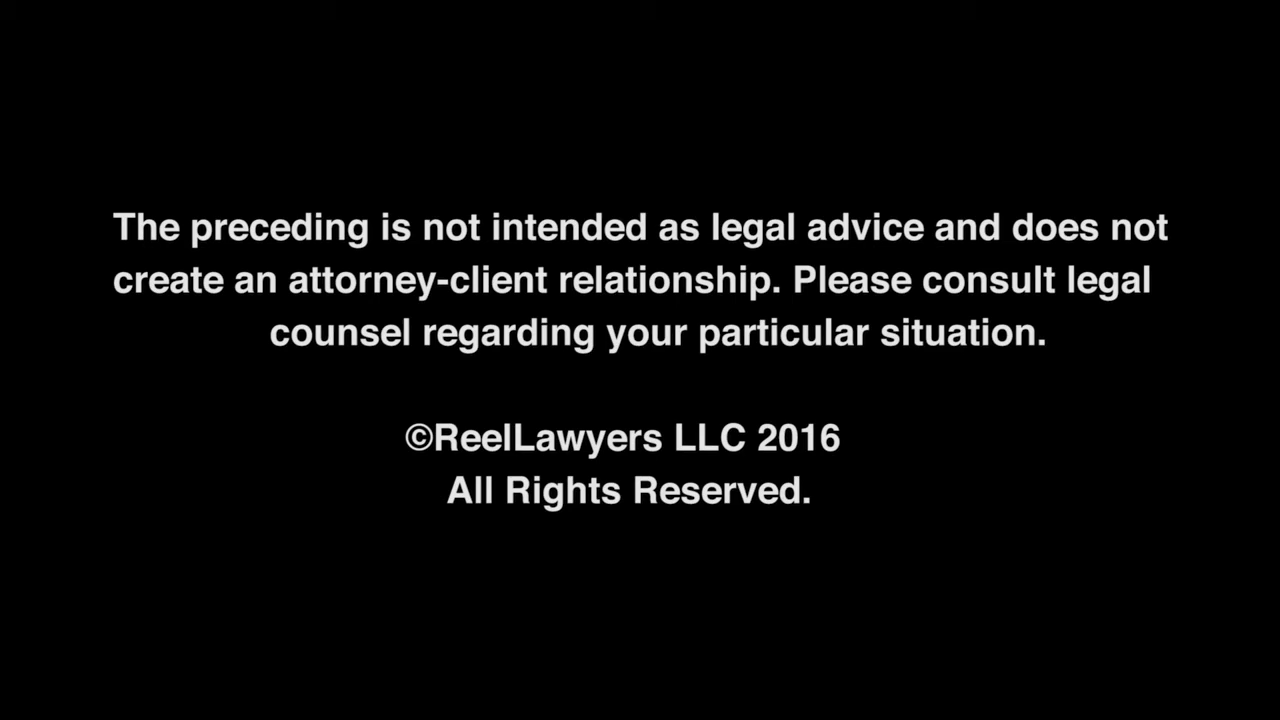 The preceding is not intended as legal advice and does not
create an attorney-client relationship. Please consult legal
counsel regarding your particular situation.
©ReelLawyers LLC 2016
All Rights Reserved.